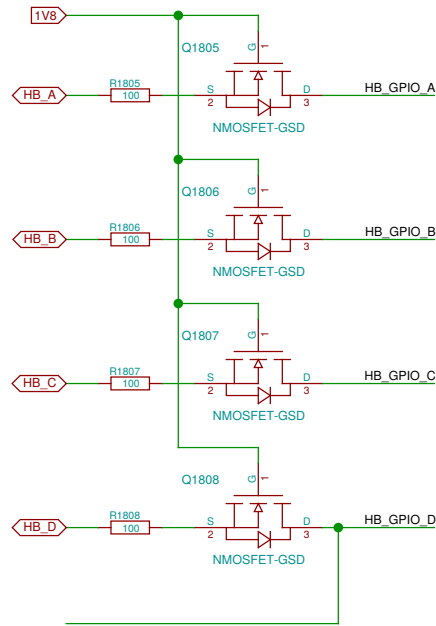 1V8
Q1805
G
1
R1805
HB_A
100
S
D
HB_GPIO_A
2
3
NMOSFET-GSD
Q1806
G
1
R1806
HB_B
100
S
D
HB_GPIO_B
2
3
NMOSFET-GSD
Q1807
G
1
R1807
HB_C
100
S
D
HB_GPIO_C
2
3
NMOSFET-GSD
Q1808
G
1
R1808
HB_D
100
S
D
HB_GPIO_D
2
3
NMOSFET-GSD